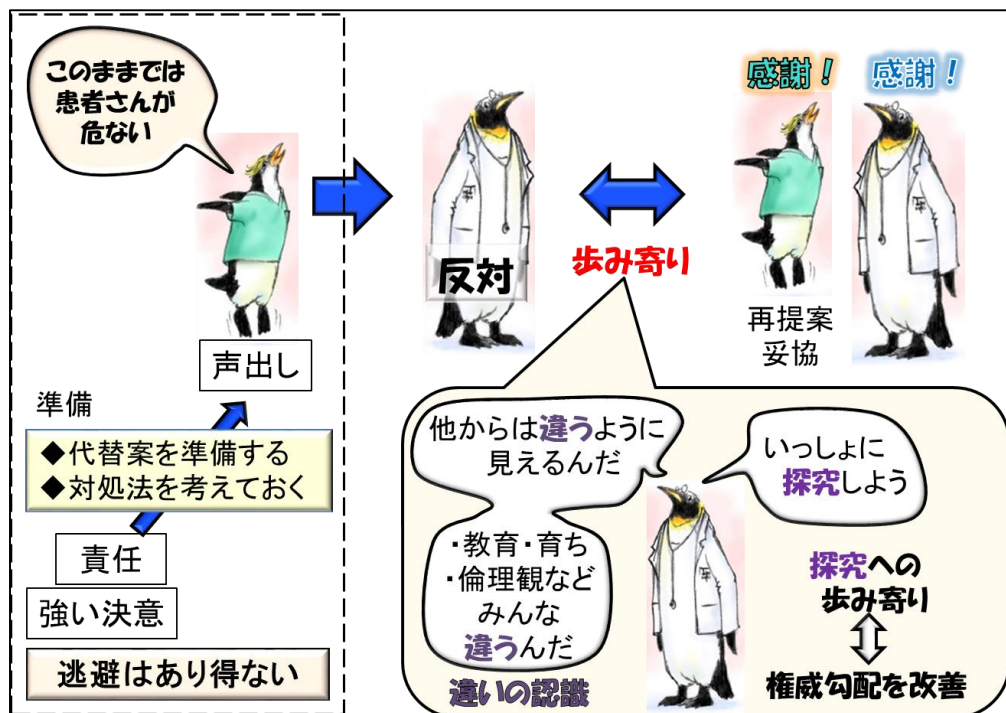 このままでは
患者さんが
危ない
声出し
準備
◆代替案を準備する
◆対処法を考えておく
責任
強い決意
逃避はあり得ない
反対
歩み寄り
感謝!
感謝!
再提案
妥協
他からは違うように
見えるんだ
・教育・育ち
・倫理観など
みんな
違うんだ
違いの認識
いっしょに
探究しよう
探究への
歩み寄り
権威勾配を改善